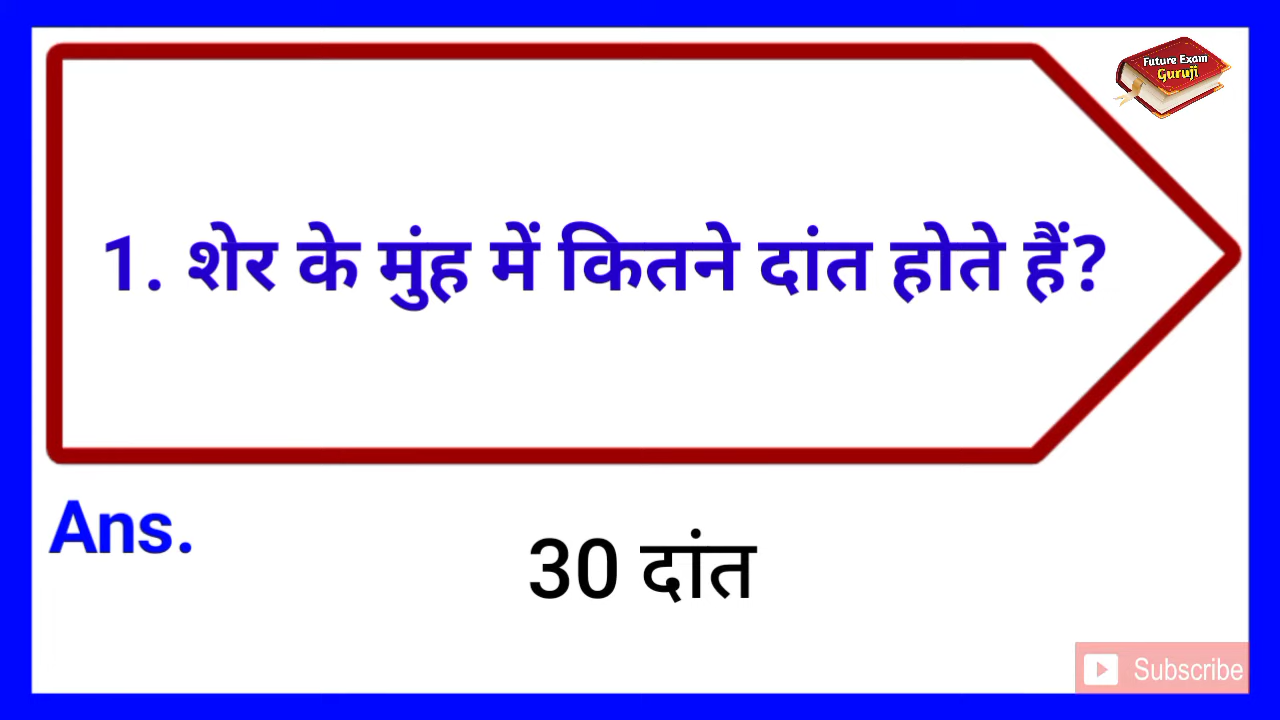 Future Exam
Guruji
1. शेर के मुंह में कितने दांत होते हैं?
Ans.
30 दांत
Subscribe